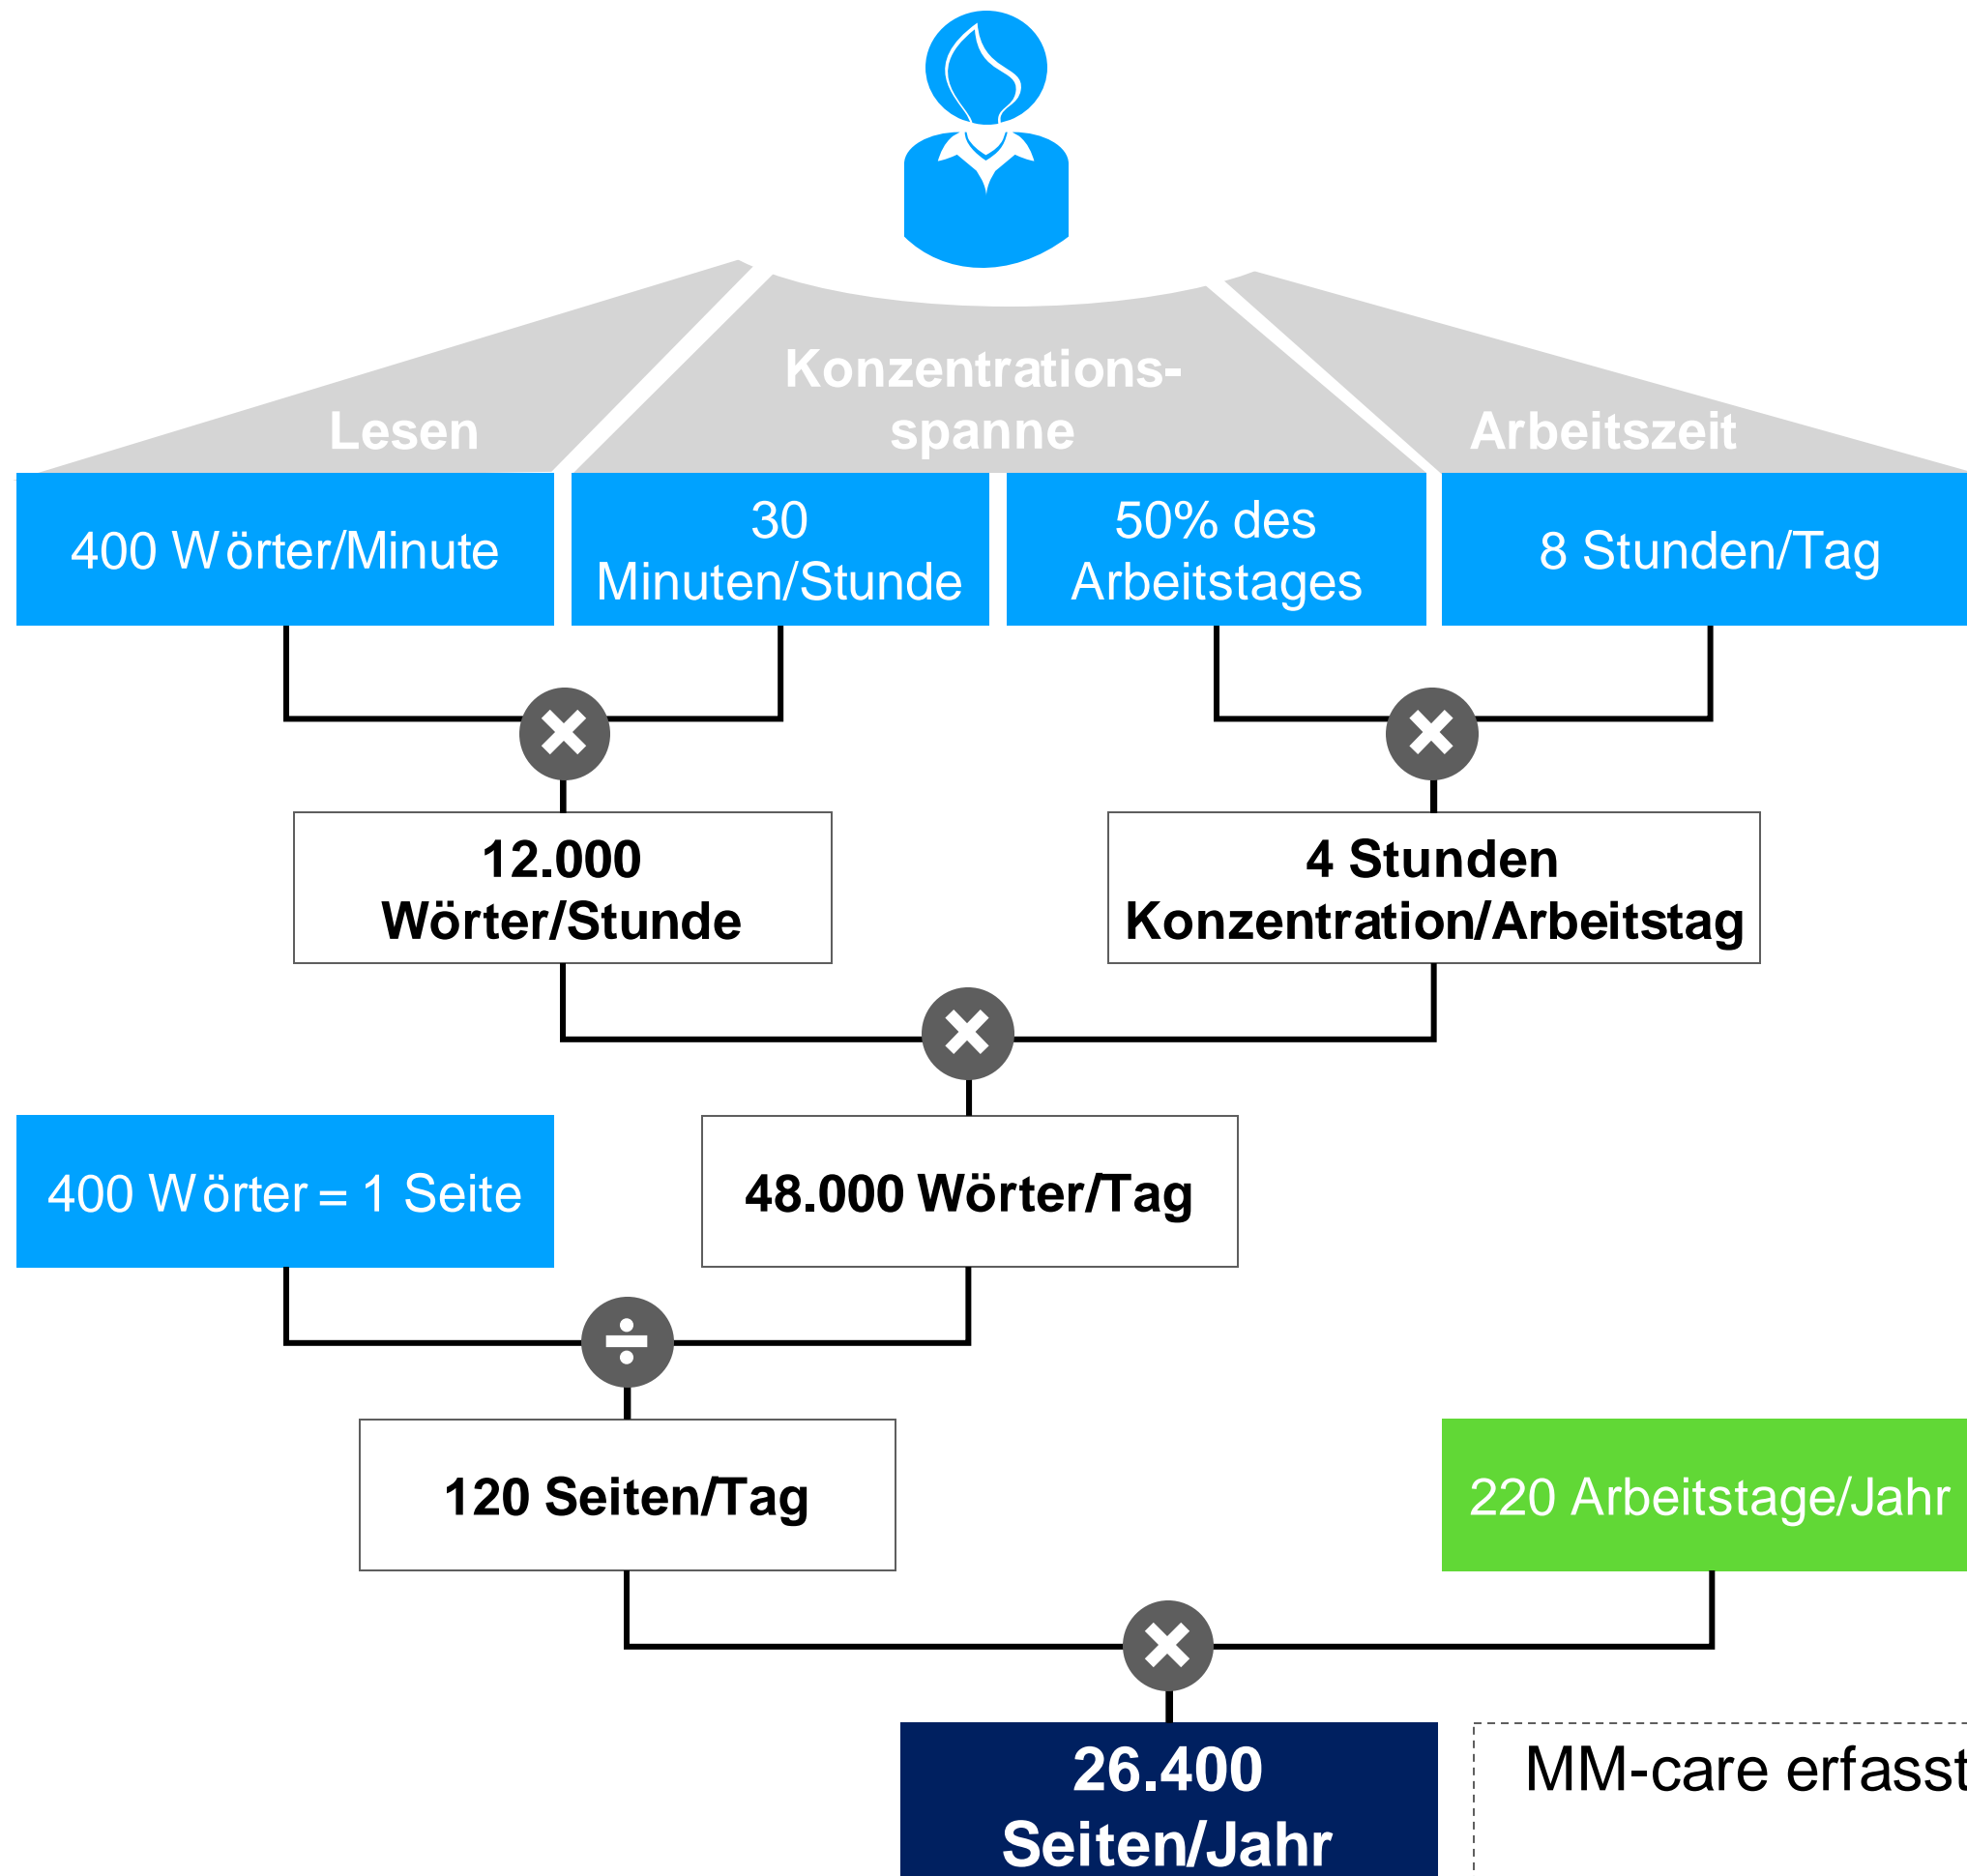 Konzentrations-
spanne
Lesen
Arbeitszeit
400 Wörter/Minute
30
Minuten/Stunde
50% des
Arbeitstages
8 Stunden/Tag
12.000
Wörter/Stunde
4 Stunden
Konzentration/Arbeitstag
400 Wörter = 1 Seite
48.000 Wörter/Tag
120 Seiten/Tag
220 Arbeitstage/Jahr
26.400
Seiten/Jahr
MM-care erfasst